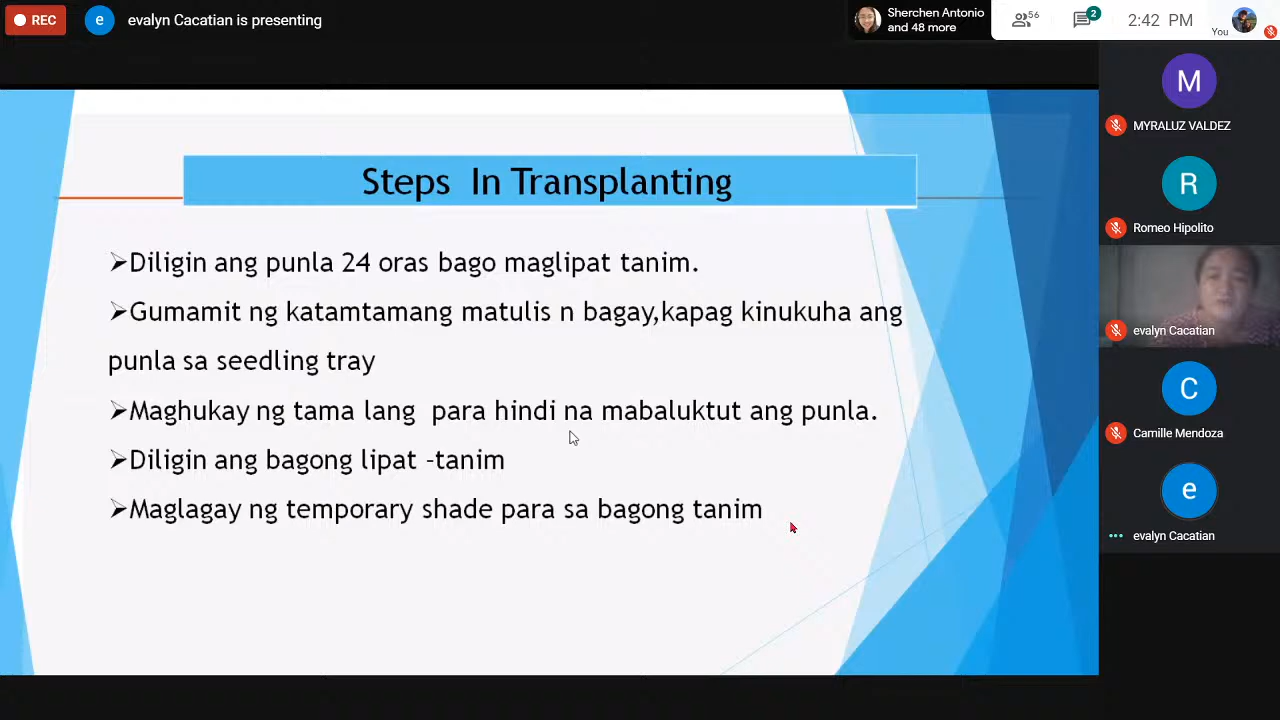 REC
e
evalyn Cacatian is presenting
Sherchen Antonio
and 48 more
56
2
2:42 PM
You
M
MYRALUZ VALDEZ
R
Romeo Hipolito
evalyn Cacatian
C
Camille Mendoza
e
evalyn Cacatian
Steps In Transplanting
➢Diligin ang punla 24 oras bago maglipat tanim.
➢Gumamit ng katamtamang matulis n bagay,kapag kinukuha ang
punla sa seedling tray
➢Maghukay ng tama lang para hindi na mabaluktut ang punla.
➢Diligin ang bagong lipat -tanim
➢Maglagay ng temporary shade para sa bagong tanim